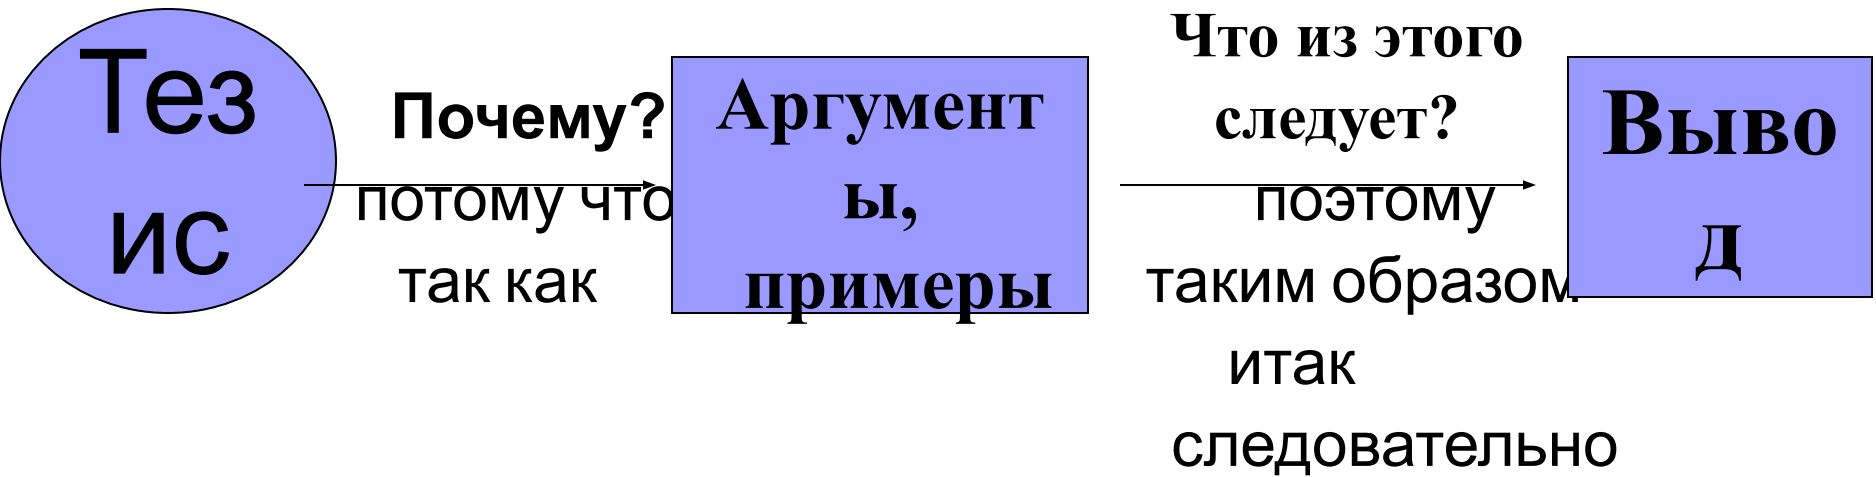 Тез
ис
Почему?
потому что
так как
Аргумент
ы,
примеры
Что из этого
следует?
поэтому
таким образом
итак
следовательно
Выво
д